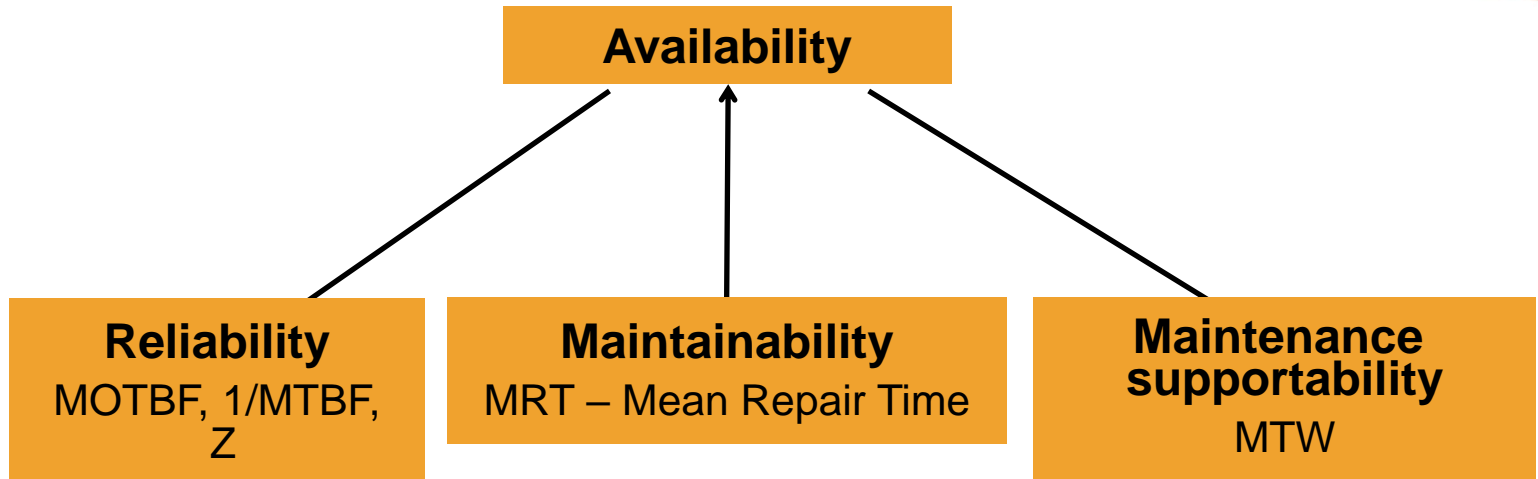 Availability
Reliability
MOTBF, 1/MTBF,
Z
Maintainability
MRT – Mean Repair Time
Maintenance
supportability
MTW